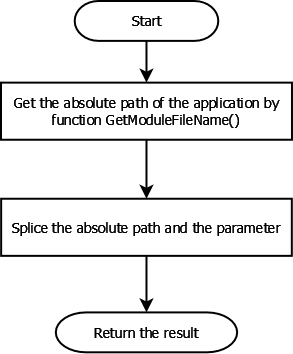 Start
Get the absolute path of the application by
function GetModuleFileName()
Splice the absolute path and the parameter
Return the result